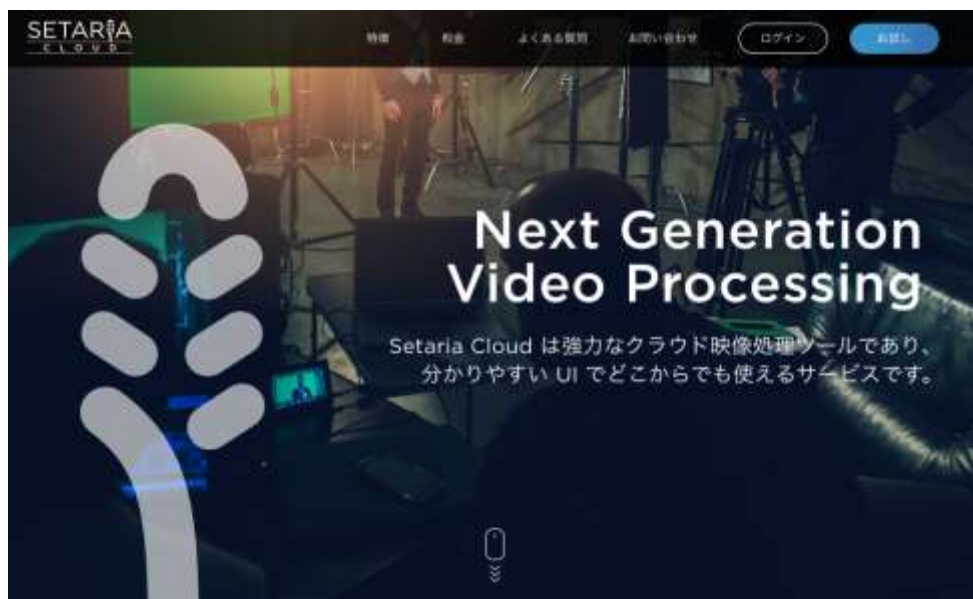 SETARIA
CLOUD
特徴
料金
よくある質問
お問い合わせ
ログイン
お試し
Next Generation
Video Processing
Setaria Cloud は強力なクラウド映像処理ツールであり、
分かりやすい UI でどこからでも使えるサービスです。